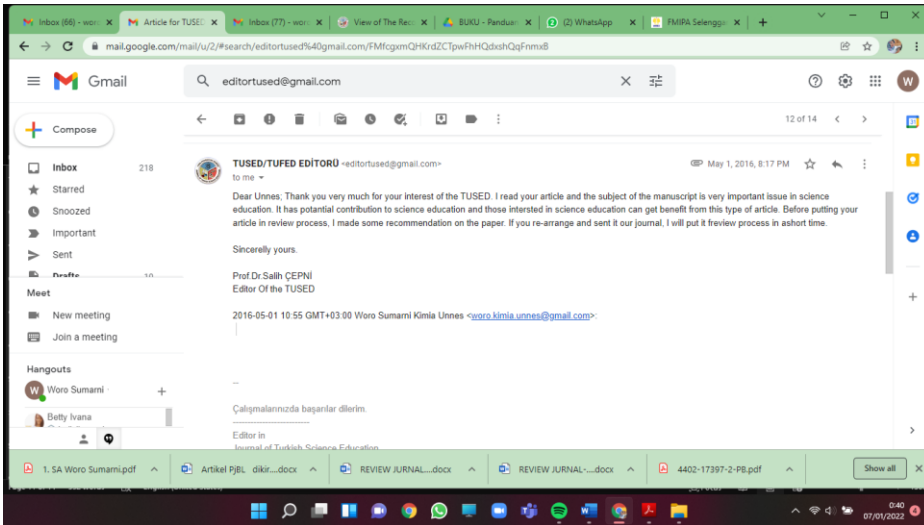 Inbox (66) - woro
Article for TUSED
Inbox (77) - woro
View of The Rec
BUKU - Panduan
(2) WhatsApp
FMIPA Selengga
mail.google.com/mail/u/2/#search/editortused%40gmail.com/FMfcgxmQHKrdZCTpwFhHQdxshQqFnmxB
Gmail
editortused@gmail.com
W
Compose
12 of 14
Inbox 218
Starred
Snoozed
Important
Sent
Drafts 10
Meet
New meeting
Join a meeting
Hangouts
W Woro Sumarni
Betty Ivana
TUSED/TUFED EDİTORÜ <editortused@gmail.com>
May 1, 2016, 8:17 PM
to me
Dear Unnes; Thank you very much for your interest of the TUSED. I read your article and the subject of the manuscript is very important issue in science
education. It has potantial contribution to science education and those intersted in science education can get benefit from this type of article. Before putting your
article in review process, I made some recommendation on the paper. If you re-arrange and sent it our journal, I will put it freview process in ashort time.
Sincerelly yours.
Prof.Dr.Salih ÇEPNİ
Editor Of the TUSED
2016-05-01 10:55 GMT+03:00 Woro Sumarni Kimia Unnes <woro.kimia.unnes@gmail.com>:
--
Çalışmalarınızda başarılar dilerim.
Editor in
Journal of Turkish Science Education
1. SA Woro Sumarni.pdf
Artikel PjBL dikir....docx
REVIEW JURNAL....docx
REVIEW JURNAL-....docx
4402-17397-2-PB.pdf
Show all
0:40
07/01/2022